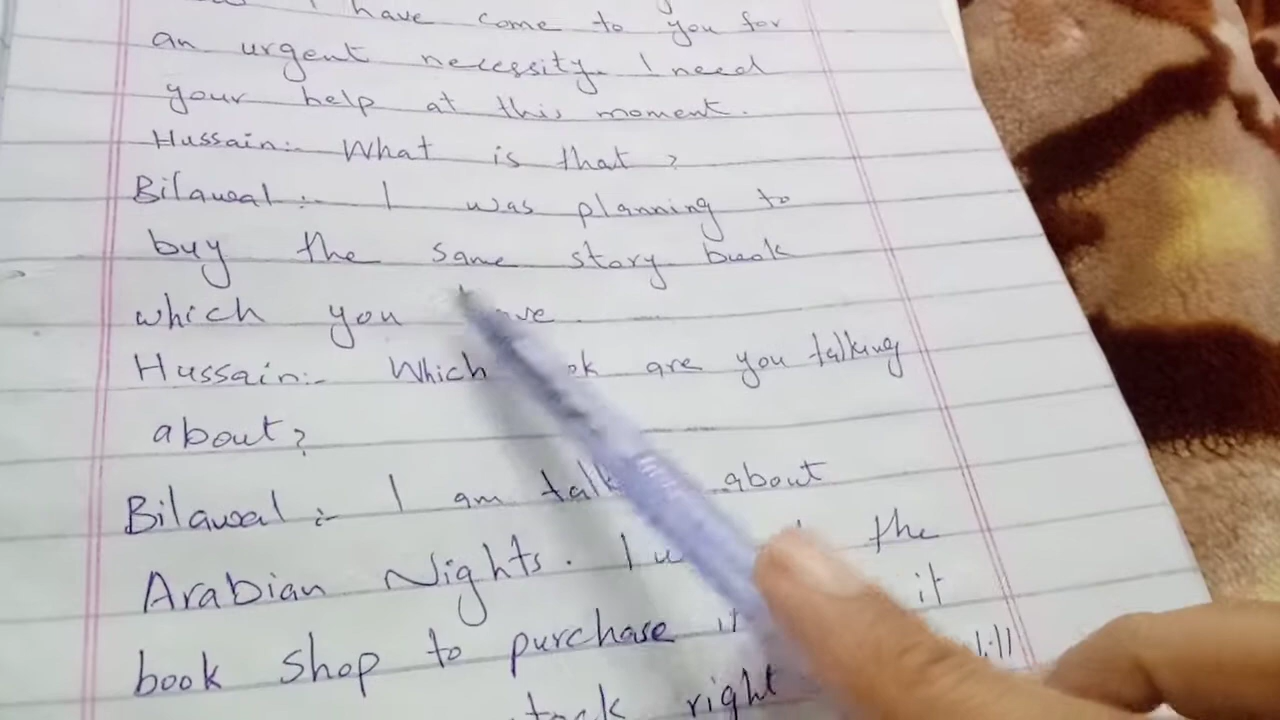 I have come to you for
an urgent necessity. I need
your help at this moment.
Hussain:- What is that?
Bilawal:- I was planning to
buy the same story book
which you
Hussain:- Which are you talking
about?
Bilawal:- I am about
Arabian Nights. I the
book shop to purchase it it
right